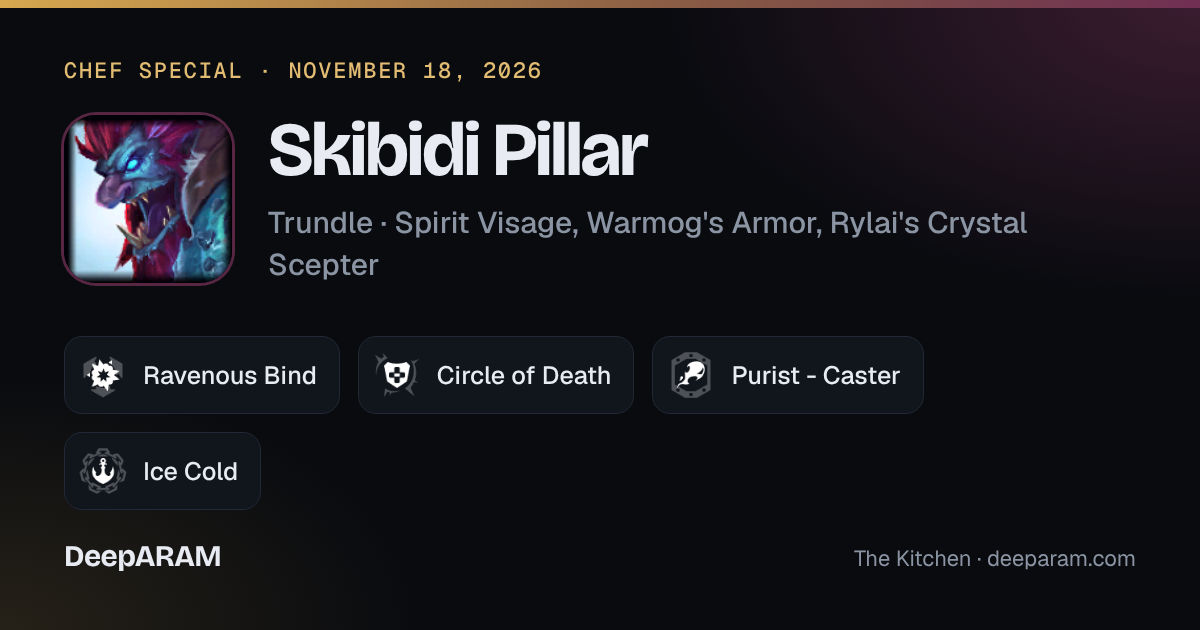 CHEF SPECIAL · NOVEMBER 18, 2026
Skibidi Pillar
Trundle · Spirit Visage, Warmog's Armor, Rylai's Crystal
Scepter
Ravenous Bind
Circle of Death
Purist - Caster
Ice Cold
DeepARAM
The Kitchen · deeparam.com